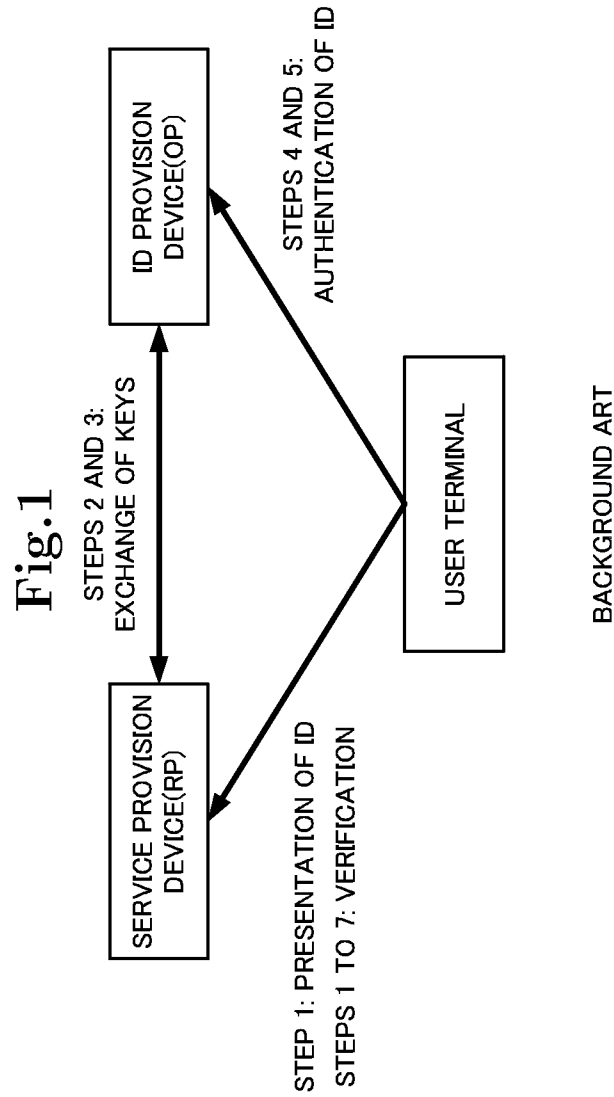 Fig.1
STEPS 2 AND 3:
EXCHANGE OF KEYS
SERVICE PROVISION
DEVICE(RP)
ID PROVISION
DEVICE(OP)
STEP 1: PRESENTATION OF ID
STEPS 1 TO 7: VERIFICATION
STEPS 4 AND 5:
AUTHENTICATION OF ID
USER TERMINAL
BACKGROUND ART